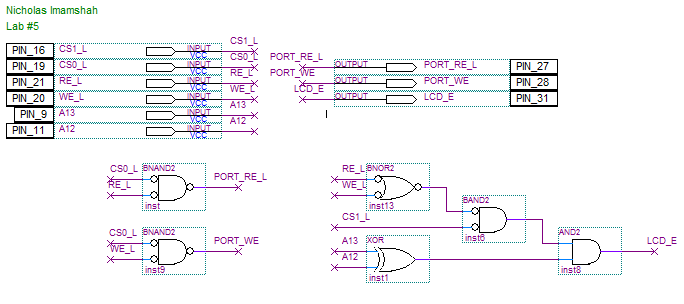 Nicholas Imamshah
Lab #5
PIN_16 CS1_L INPUT VCC CS1_L
PIN_19 CS0_L INPUT VCC CS0_L
PIN_21 RE_L INPUT VCC RE_L
PIN_20 WE_L INPUT VCC WE_L
PIN_9 A13 INPUT VCC A13
PIN_11 A12 INPUT VCC A12
PORT_RE_L OUTPUT PORT_RE_L PIN_27
PORT_WE OUTPUT PORT_WE PIN_28
LCD_E OUTPUT LCD_E PIN_31
BNAND2
CS0_L
RE_L
PORT_RE_L
inst
BNAND2
CS0_L
WE_L
PORT_WE
inst9
BNOR2
RE_L
WE_L
inst13
CS1_L
BAND2
inst6
XOR
A13
A12
inst1
AND2
LCD_E
inst8